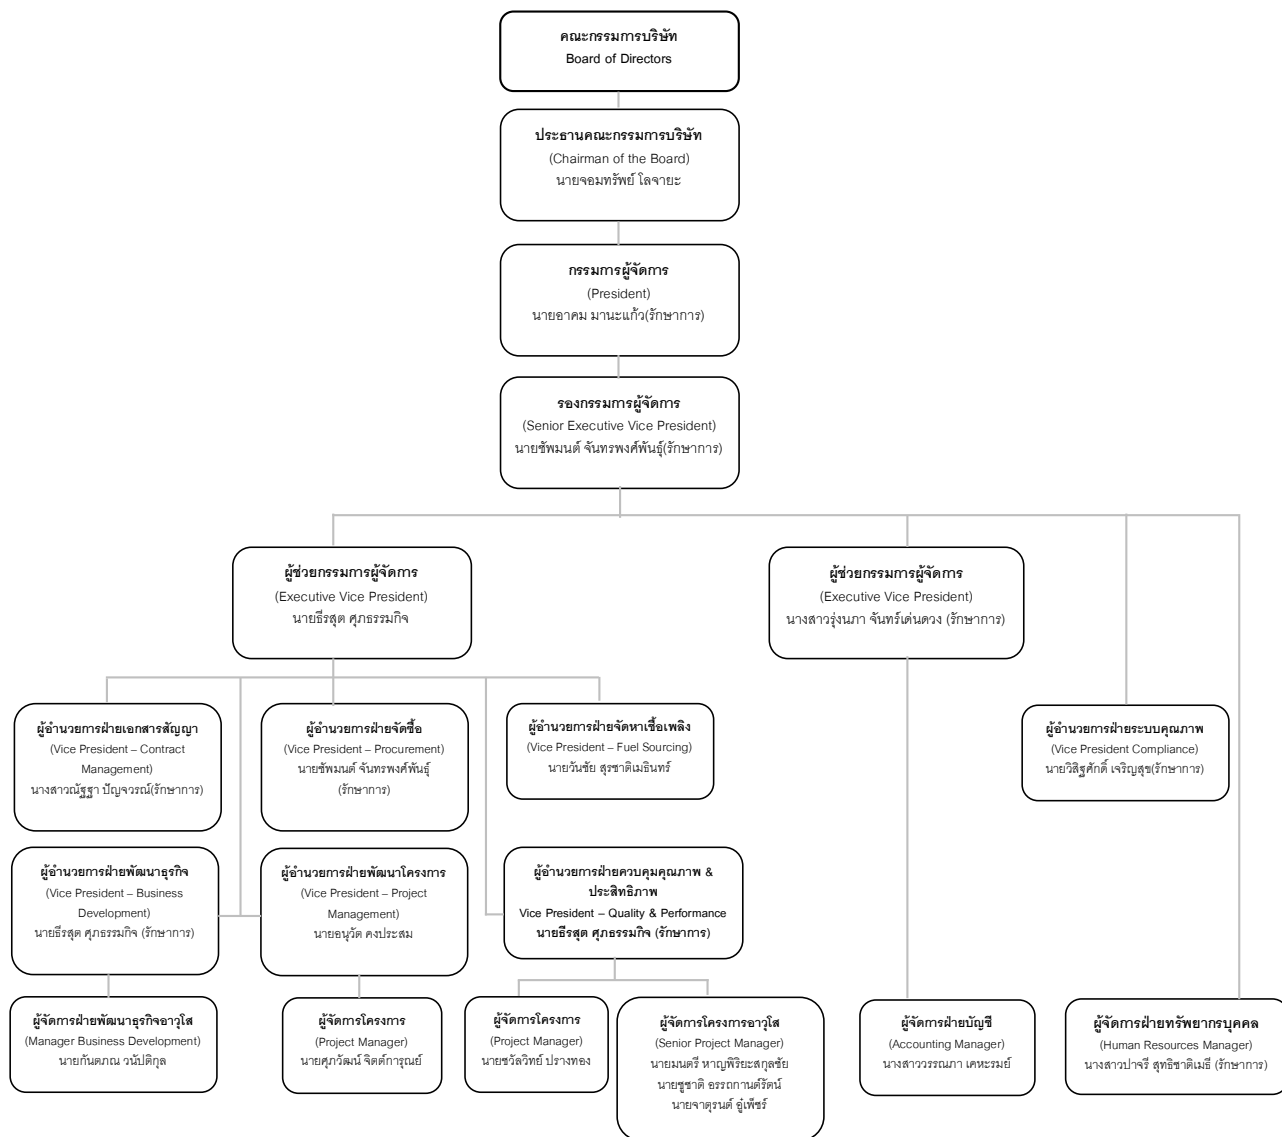 คณะกรรมการบริษัท
Board of Directors
ประธานคณะกรรมการบริษัท
(Chairman of the Board)
นายจอมทรัพย์ โลจายะ
กรรมการผู้จัดการ
(President)
นายอาคม มานะแก้ว(รักษาการ)
รองกรรมการผู้จัดการ
(Senior Executive Vice President)
นายชัพมนต์ จันทรพงศ์พันธุ์(รักษาการ)
ผู้ช่วยกรรมการผู้จัดการ
(Executive Vice President)
นายธีรสุต ศุภธรรมกิจ
ผู้ช่วยกรรมการผู้จัดการ
(Executive Vice President)
นางสาวรุ่งนภา จันทร์เด่นดวง (รักษาการ)
ผู้อำนวยการฝ่ายเอกสารสัญญา
(Vice President – Contract
Management)
นางสาวณัฐฐา ปัญจวรณ์(รักษาการ)
ผู้อำนวยการฝ่ายจัดซื้อ
(Vice President – Procurement)
นายชัพมนต์ จันทรพงศ์พันธุ์
(รักษาการ)
ผู้อำนวยการฝ่ายจัดหาเชื้อเพลิง
(Vice President – Fuel Sourcing)
นายวันชัย สุรชาติเมธินทร์
ผู้อำนวยการฝ่ายระบบคุณภาพ
(Vice President Compliance)
นายวิสิฐศักดิ์ เจริญสุข(รักษาการ)
ผู้อำนวยการฝ่ายพัฒนาธุรกิจ
(Vice President – Business
Development)
นายธีรสุต ศุภธรรมกิจ (รักษาการ)
ผู้อำนวยการฝ่ายพัฒนาโครงการ
(Vice President – Project
Management)
นายอนุวัต คงประสม
ผู้อำนวยการฝ่ายควบคุมคุณภาพ &
ประสิทธิภาพ
Vice President – Quality & Performance
นายธีรสุต ศุภธรรมกิจ (รักษาการ)
ผู้จัดการฝ่ายพัฒนาธุรกิจอาวุโส
(Manager Business Development)
นายกันตภณ วนัปติกุล
ผู้จัดการโครงการ
(Project Manager)
นายศุภวัฒน์ จิตต์การุณย์
ผู้จัดการโครงการ
(Project Manager)
นายชวัลวิทย์ ปรางทอง
ผู้จัดการโครงการอาวุโส
(Senior Project Manager)
นายมนตรี หาญพิริยะสกุลชัย
นายชูชาติ อรรถกานต์รัตน์
นายจาตุรนต์ อู๋เพ็ชร์
ผู้จัดการฝ่ายบัญชี
(Accounting Manager)
นางสาววรรณภา เคหะรมย์
ผู้จัดการฝ่ายทรัพยากรบุคคล
(Human Resources Manager)
นางสาวปาจรี สุทธิชาติเมธี (รักษาการ)